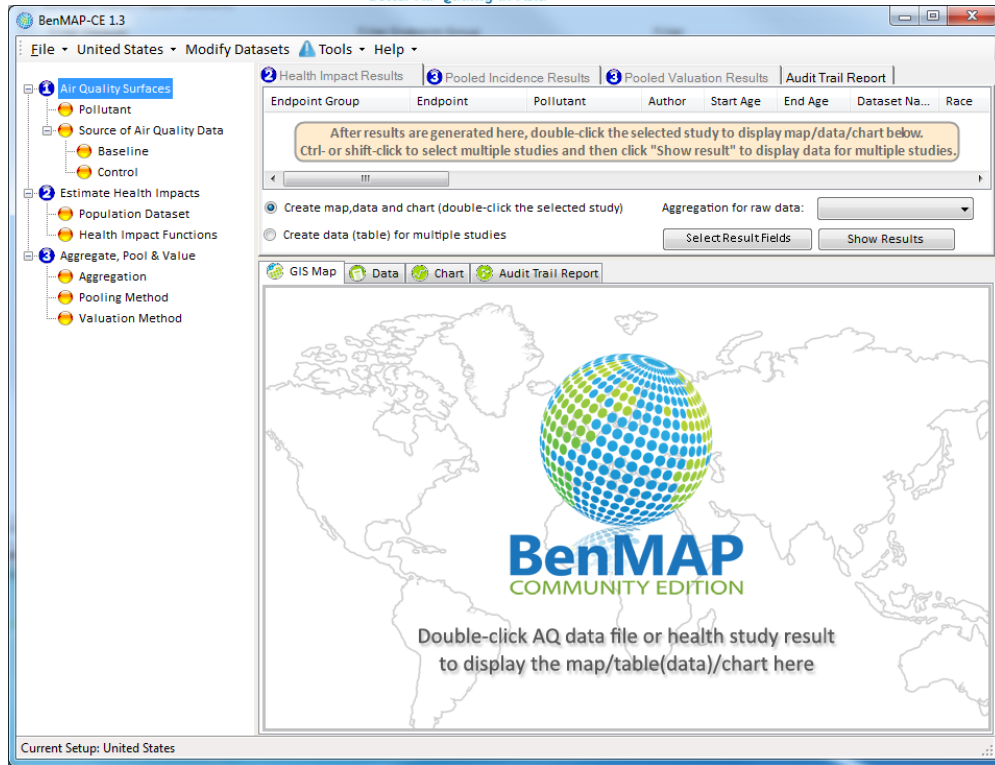 BenMAP-CE 1.3
File United States Modify Datasets Tools Help
1 Air Quality Surfaces
Pollutant
Source of Air Quality Data
Baseline
Control
2 Estimate Health Impacts
Population Dataset
Health Impact Functions
3 Aggregate, Pool & Value
Aggregation
Pooling Method
Valuation Method
2 Health Impact Results 3 Pooled Incidence Results 3 Pooled Valuation Results Audit Trail Report
Endpoint Group Endpoint Pollutant Author Start Age End Age Dataset Na... Race
After results are generated here, double-click the selected study to display map/data/chart below.
Ctrl- or shift-click to select multiple studies and then click "Show result" to display data for multiple studies.
Create map,data and chart (double-click the selected study) Aggregation for raw data:
Create data (table) for multiple studies Select Result Fields Show Results
GIS Map Data Chart Audit Trail Report
BenMAP
COMMUNITY EDITION
Double-click AQ data file or health study result
to display the map/table(data)/chart here
Current Setup: United States